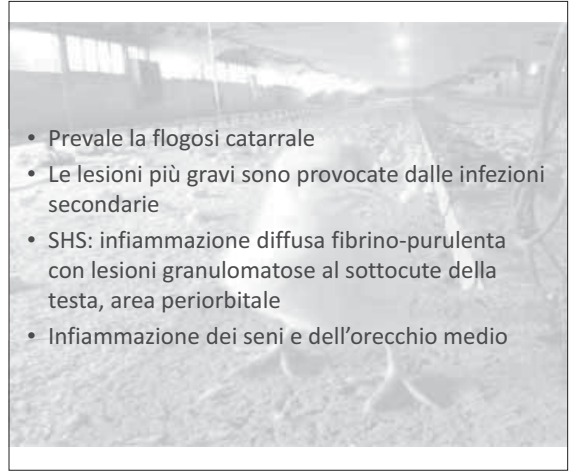 • Prevale la flogosi catarrale
• Le lesioni più gravi sono provocate dalle infezioni
secondarie
• SHS: infiammazione diffusa fibrino-purulenta
con lesioni granulomatose al sottocute della
testa, area periorbitale
• Infiammazione dei seni e dell’orecchio medio